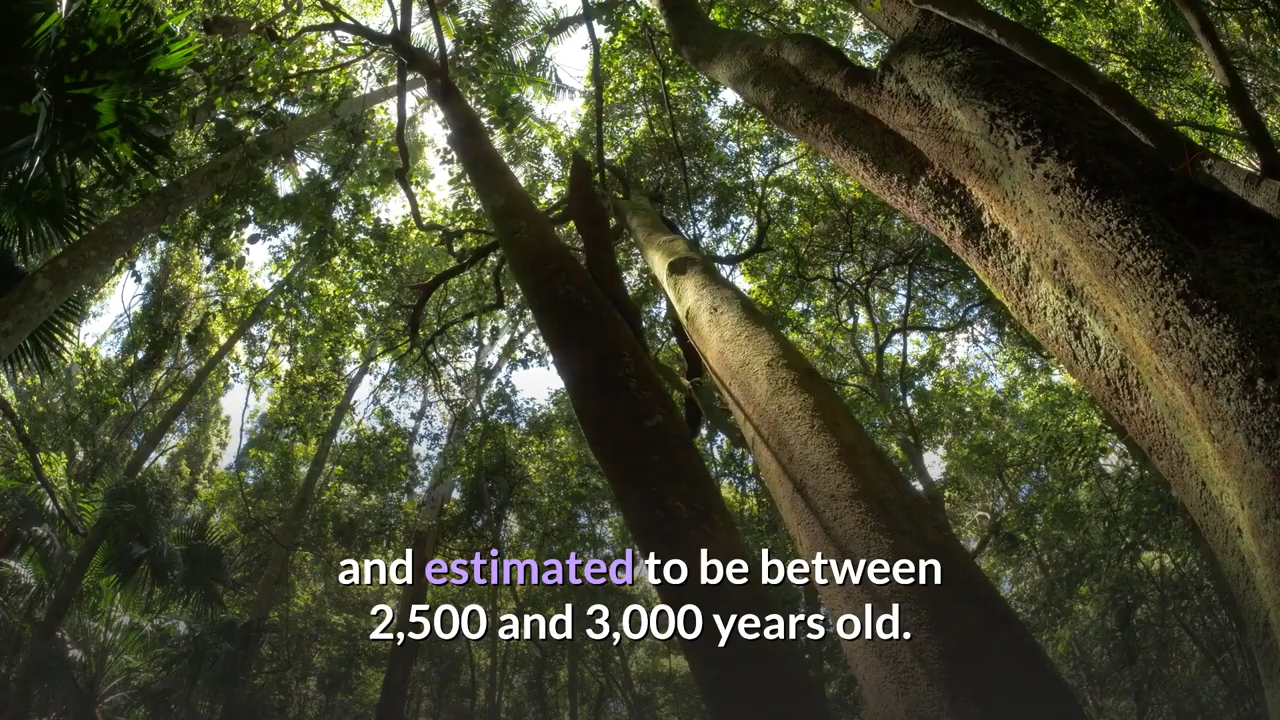 and estimated to be between
2,500 and 3,000 years old.